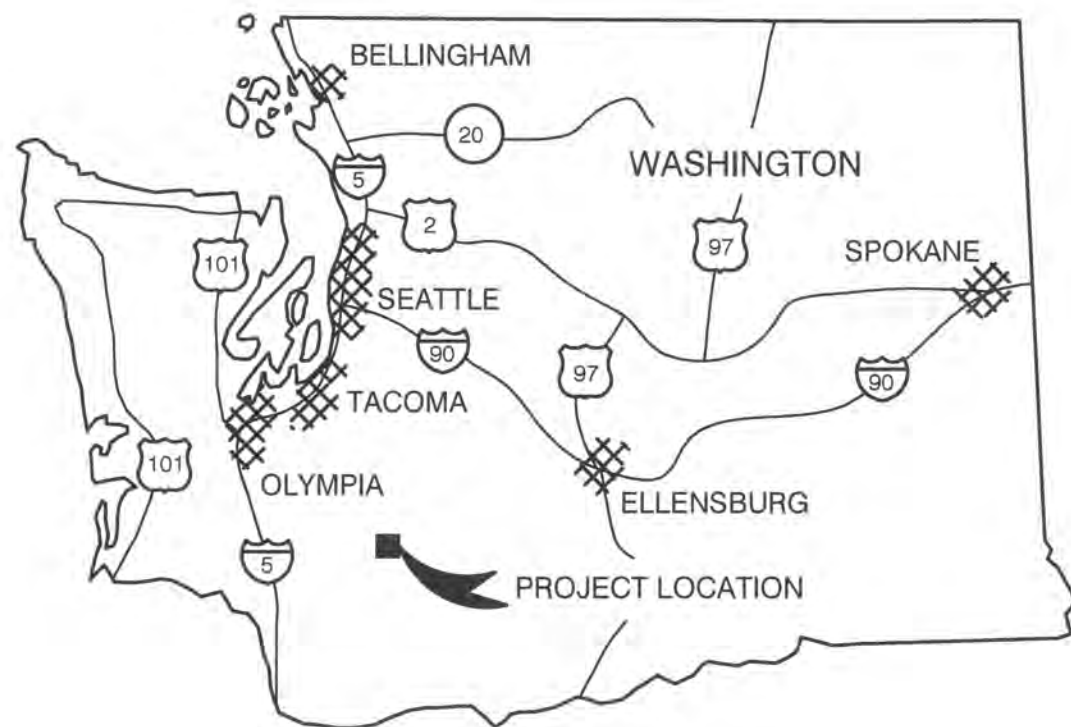 BELLINGHAM
20
WASHINGTON
5
2
97
101
SPOKANE
SEATTLE
90
97
90
TACOMA
101
OLYMPIA
ELLENSBURG
5
PROJECT LOCATION